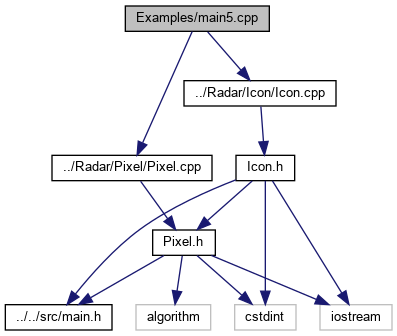 Examples/main5.cpp
../Radar/Icon/Icon.cpp
../Radar/Pixel/Pixel.cpp
Icon.h
Pixel.h
../../src/main.h
algorithm
cstdint
iostream